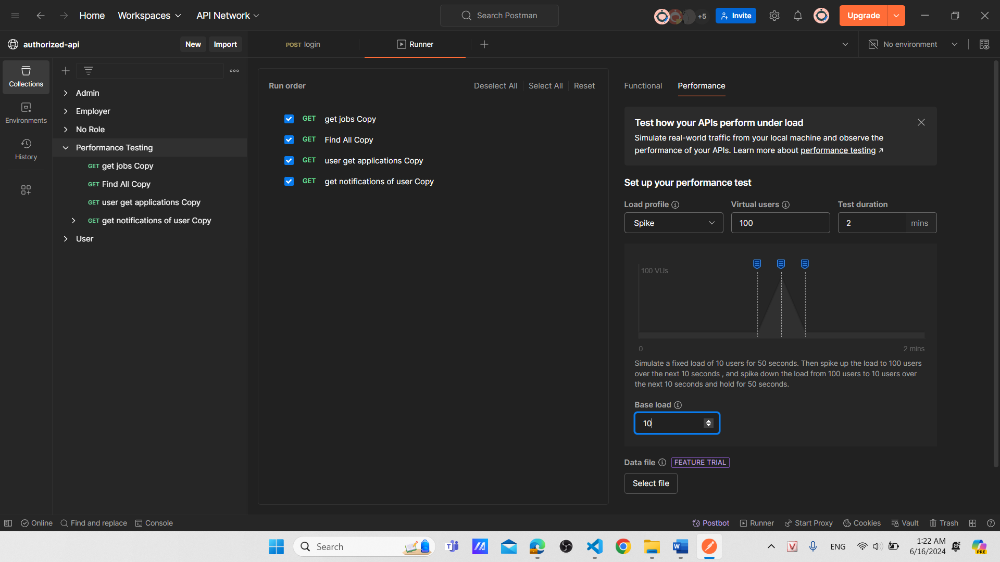 Home
Workspaces
API Network
Search Postman
+5
Invite
Upgrade
authorized-api
New
Import
POST login
Runner
No environment
Collections
Environments
History
Admin
Employer
No Role
Performance Testing
GET get jobs Copy
GET Find All Copy
GET user get applications Copy
GET get notifications of user Copy
User
Run order
Deselect All
Select All
Reset
GET get jobs Copy
GET Find All Copy
GET user get applications Copy
GET get notifications of user Copy
Functional
Performance
Test how your APIs perform under load
Simulate real-world traffic from your local machine and observe the
performance of your APIs. Learn more about performance testing ↗
Set up your performance test
Load profile
Virtual users
Test duration
Spike
100
2 mins
100 VUs
0
2 mins
Simulate a fixed load of 10 users for 50 seconds. Then spike up the load to 100 users
over the next 10 seconds , and spike down the load from 100 users to 10 users over
the next 10 seconds and hold for 50 seconds.
Base load
10
Data file
FEATURE TRIAL
Select file
Online
Find and replace
Console
Postbot
Runner
Start Proxy
Cookies
Vault
Trash
Search
ENG
1:22 AM
6/16/2024
PRE